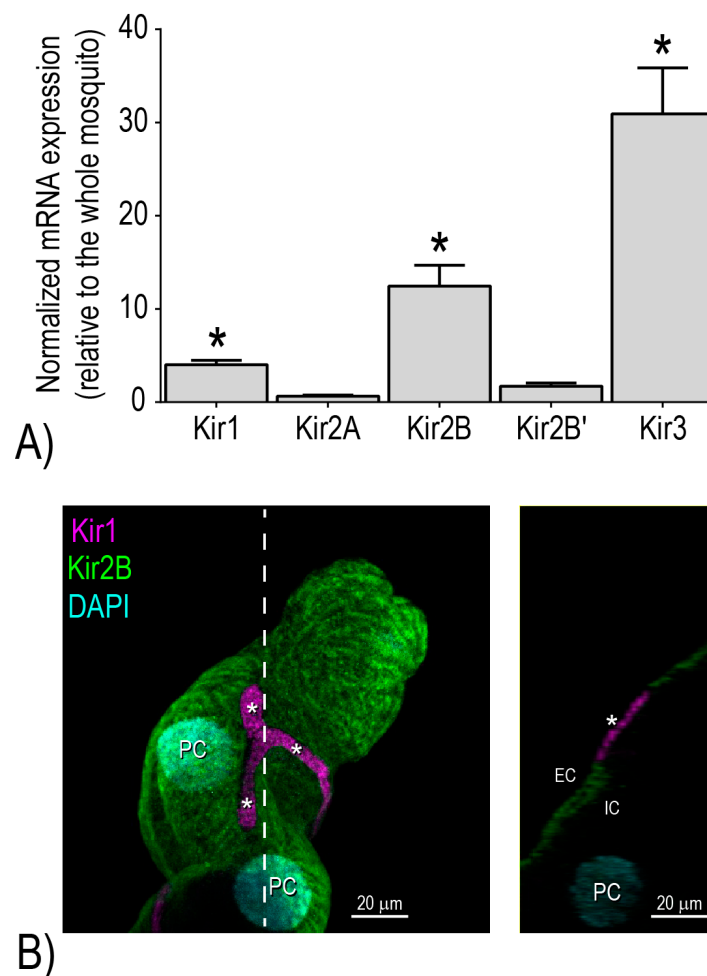 Normalized mRNA expression
(relative to the whole mosquito)
40
30
20
10
0
*
*
*
Kir1 Kir2A Kir2B Kir2B' Kir3
A)
Kir1
Kir2B
DAPI
*
*
*
PC
PC
20 μm
*
EC
IC
PC
20 μm
B)